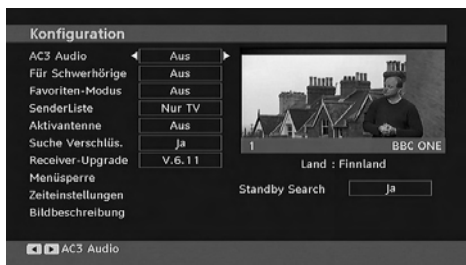 Konfiguration
AC3 Audio Aus
Für Schwerhörige Aus
Favoriten-Modus Aus
SenderListe Nur TV
Aktivantenne Aus
Suche Verschlüs. Ja
Receiver-Upgrade V.6.11
Menüsperre
Zeiteinstellungen
Bildbeschreibung
1 BBC ONE
Land : Finnland
Standby Search Ja
AC3 Audio